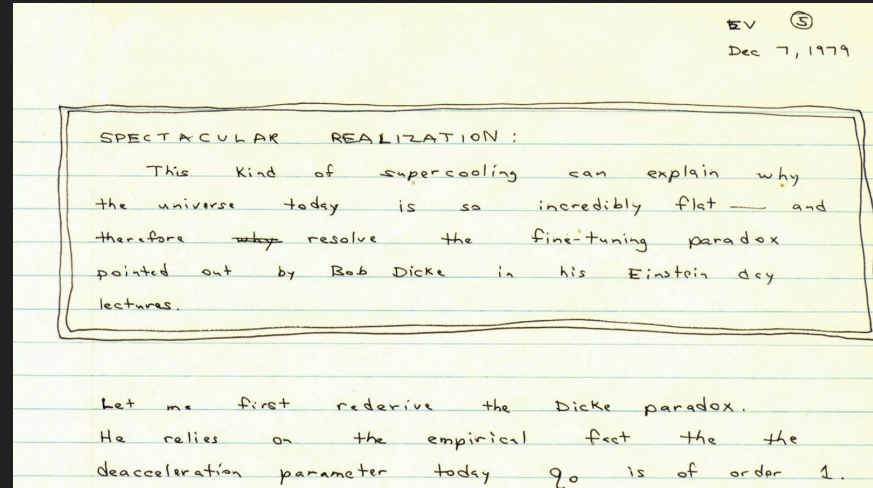 EV ⑤
Dec 7, 1979
SPECTACULAR REALIZATION:
This kind of supercooling can explain why
the universe today is so incredibly flat — and
therefore why resolve the fine-tuning paradox
pointed out by Bob Dicke in his Einstein day
lectures.
Let me first rederive the Dicke paradox.
He relies on the empirical fact the the
deacceleration parameter today q₀ is of order 1.